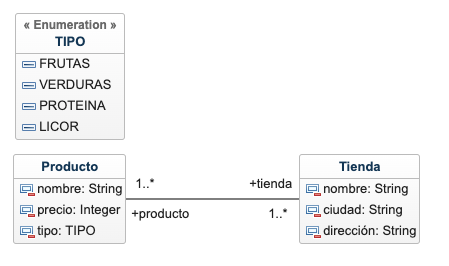 « Enumeration »
TIPO
FRUTAS
VERDURAS
PROTEINA
LICOR
Producto
nombre: String
precio: Integer
tipo: TIPO
1..*
+tienda
+producto
1..*
Tienda
nombre: String
ciudad: String
dirección: String